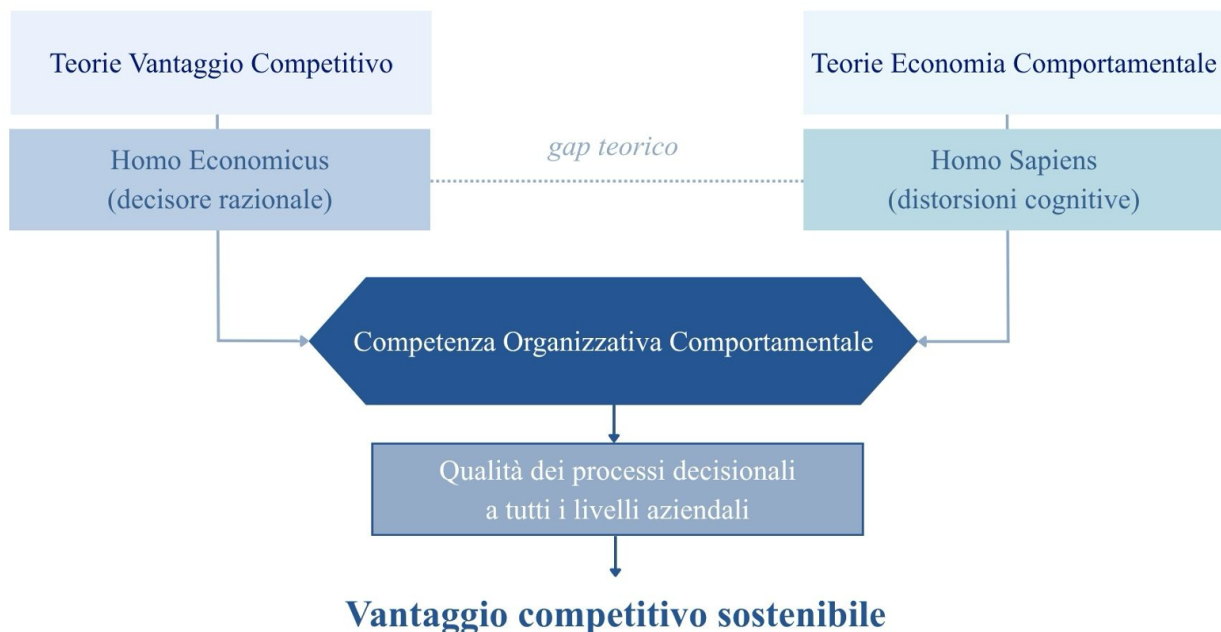 Teorie Vantaggio Competitivo
Teorie Economia Comportamentale
Homo Economicus
(decisore razionale)
gap teorico
Homo Sapiens
(distorsioni cognitive)
Competenza Organizzativa Comportamentale
Qualità dei processi decisionali
a tutti i livelli aziendali
Vantaggio competitivo sostenibile